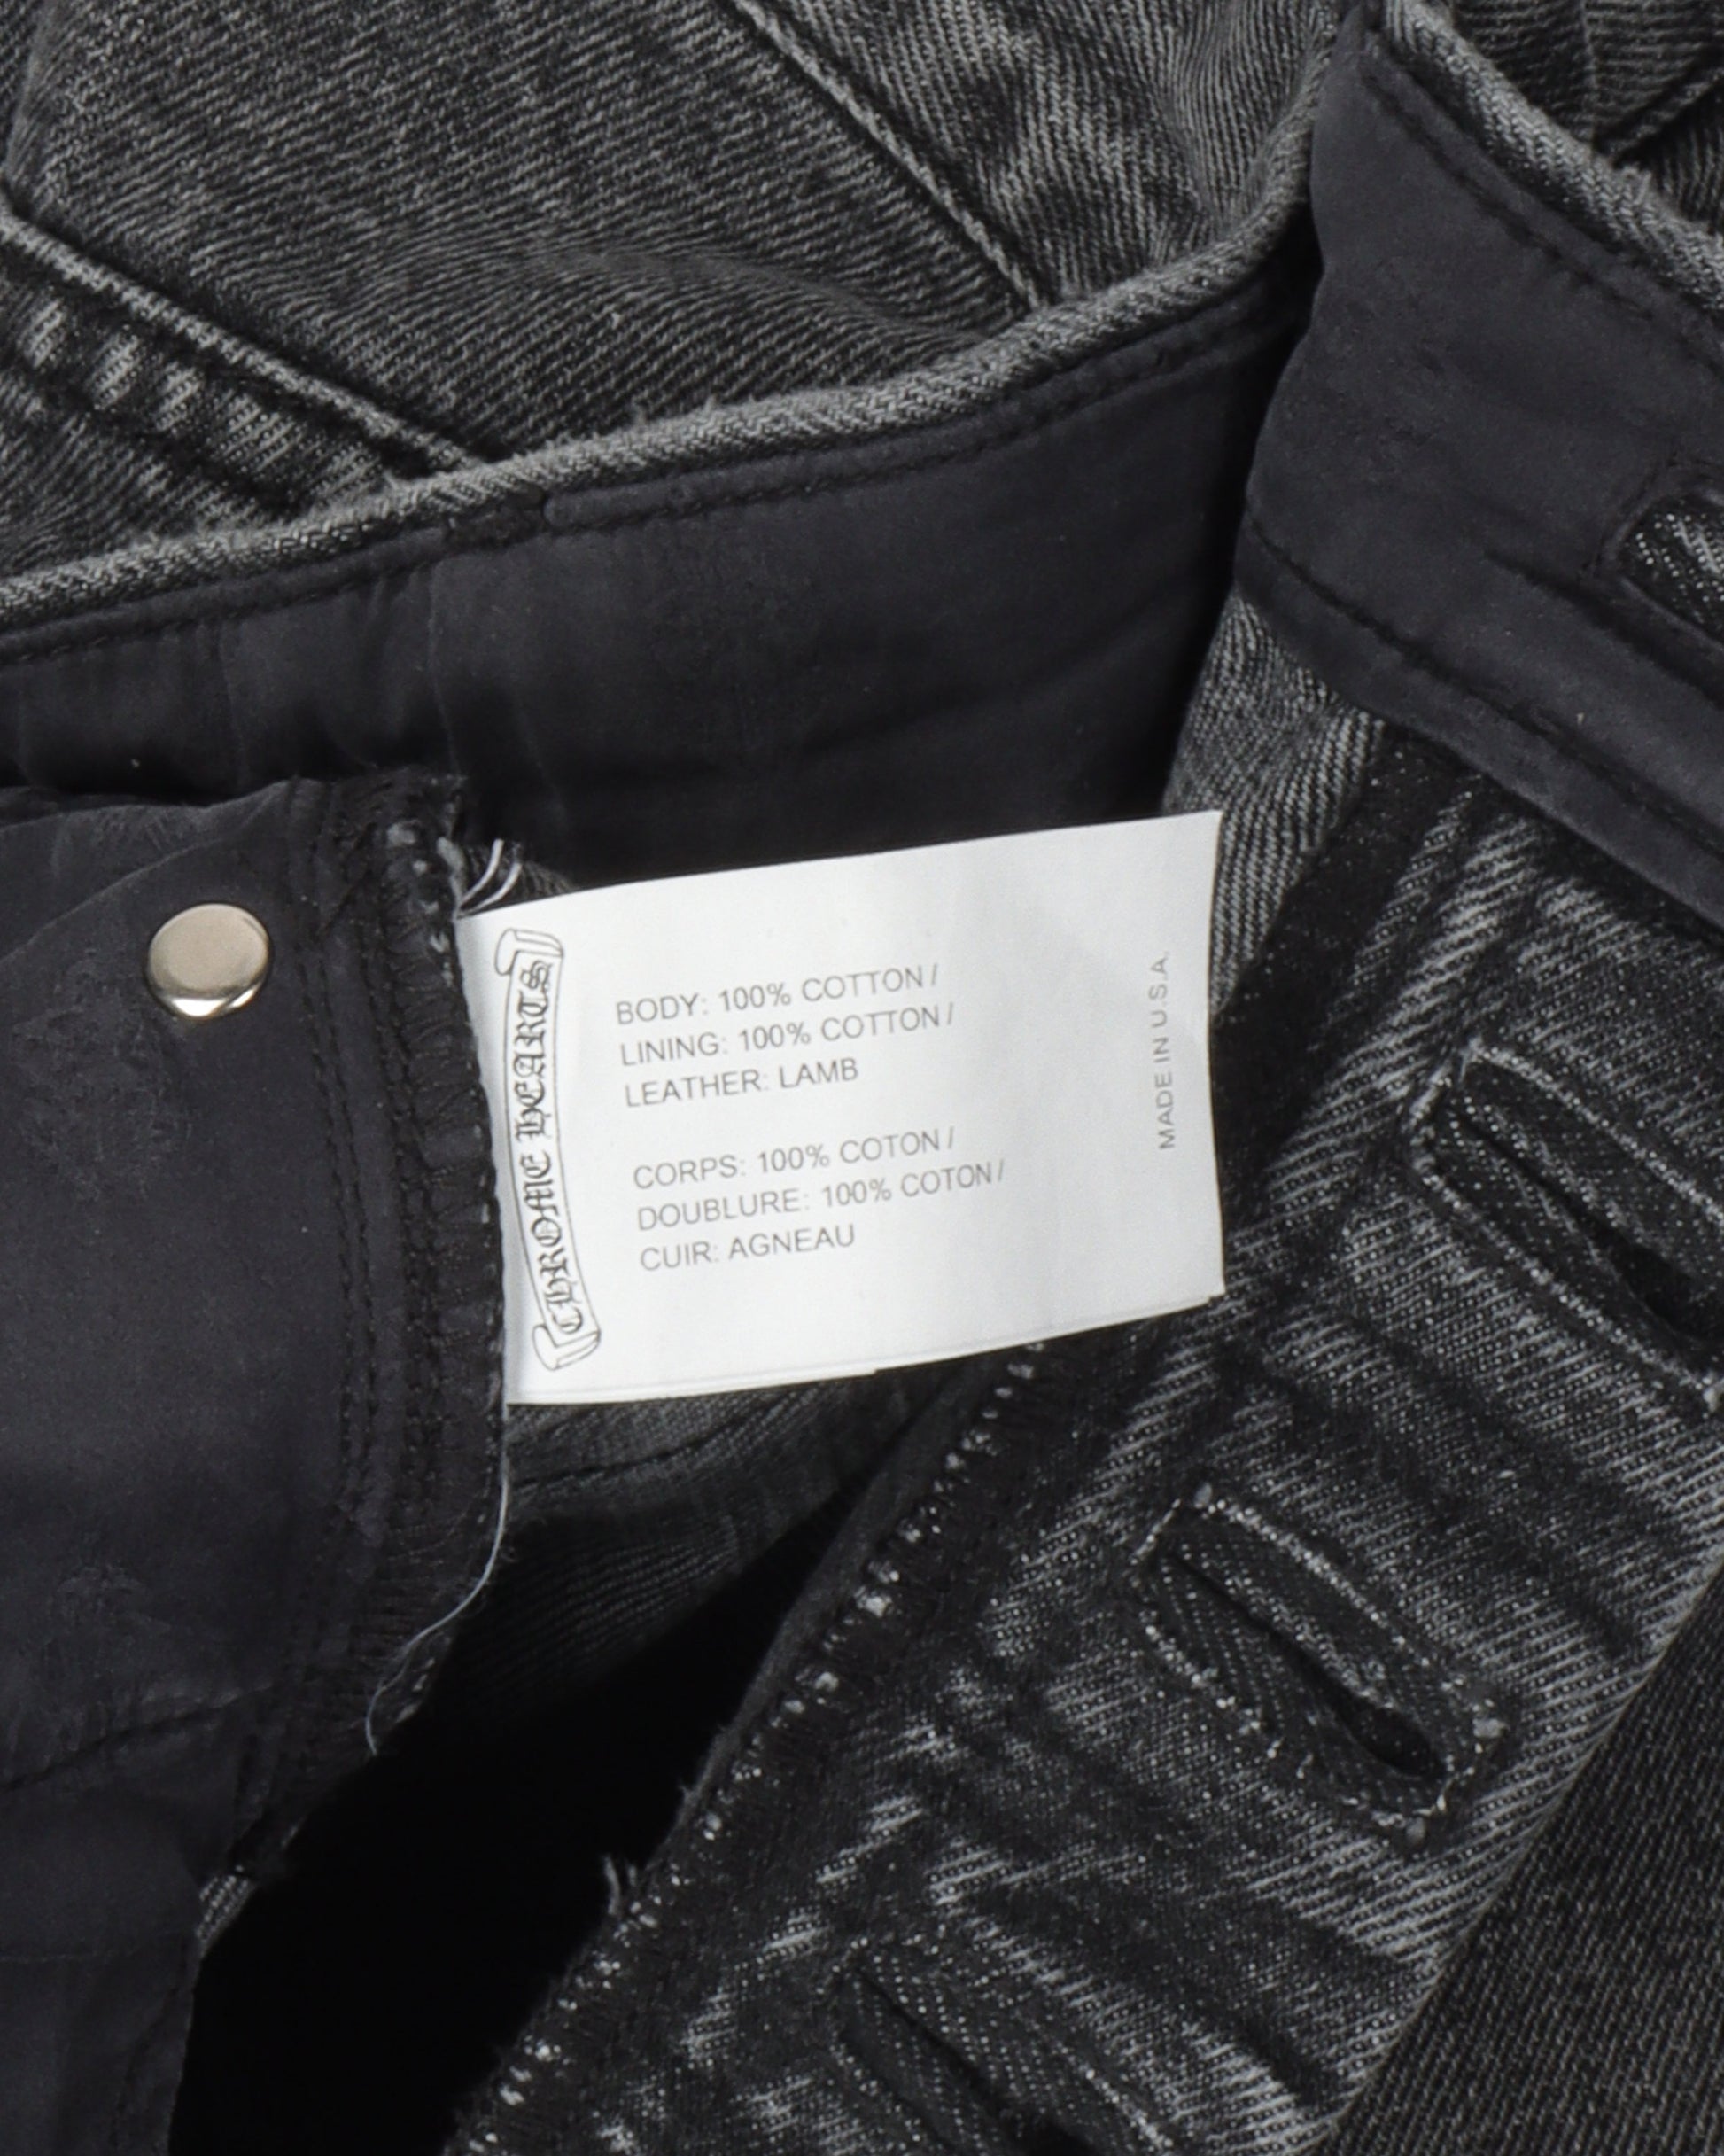 CHROME HEARTS
BODY: 100% COTTON /
LINING: 100% COTTON /
LEATHER: LAMB
CORPS: 100% COTON /
DOUBLURE: 100% COTON /
CUIR: AGNEAU
MADE IN U.S.A.